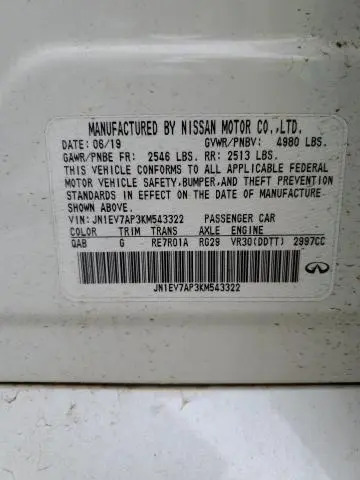 MANUFACTURED BY NISSAN MOTOR CO.,LTD.
DATE: 06/19 GVWR/PNBV: 4980 LBS.
GAWR/PNBE FR: 2546 LBS. RR: 2513 LBS.
THIS VEHICLE CONFORMS TO ALL APPLICABLE FEDERAL
MOTOR VEHICLE SAFETY,BUMPER,AND THEFT PREVENTION
STANDARDS IN EFFECT ON THE DATE OF MANUFACTURE
SHOWN ABOVE.
VIN: JN1EV7AP3KM543322 PASSENGER CAR
COLOR TRIM TRANS AXLE ENGINE
QAB G RE7R01A RG29 VR30(DDTT) 2997CC
JN1EV7AP3KM543322